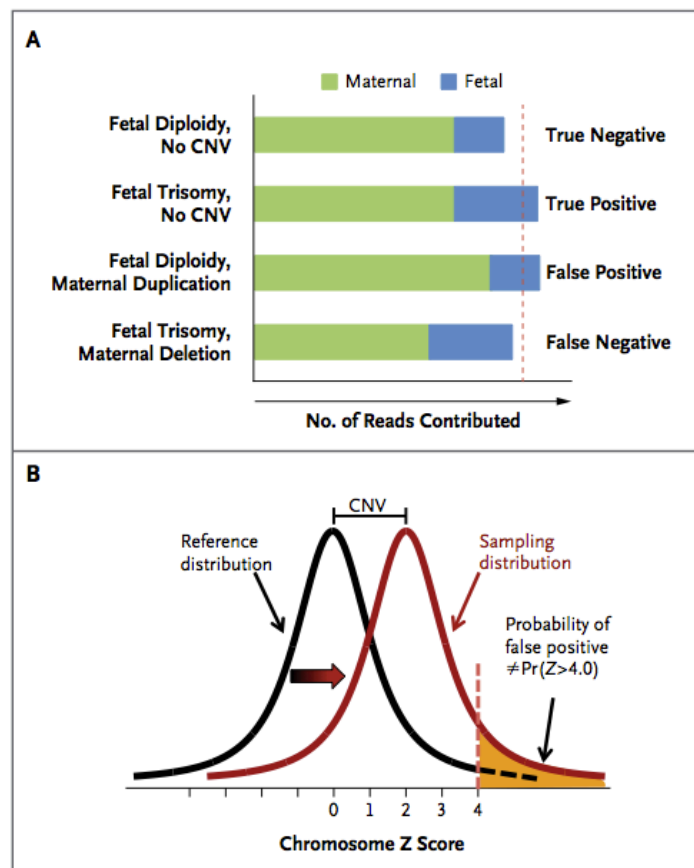 A
Maternal Fetal
Fetal Diploidy,
No CNV
True Negative
Fetal Trisomy,
No CNV
True Positive
Fetal Diploidy,
Maternal Duplication
False Positive
Fetal Trisomy,
Maternal Deletion
False Negative
No. of Reads Contributed
B
CNV
Reference
distribution
Sampling
distribution
Probability of
false positive
≠Pr(Z>4.0)
0 1 2 3 4
Chromosome Z Score